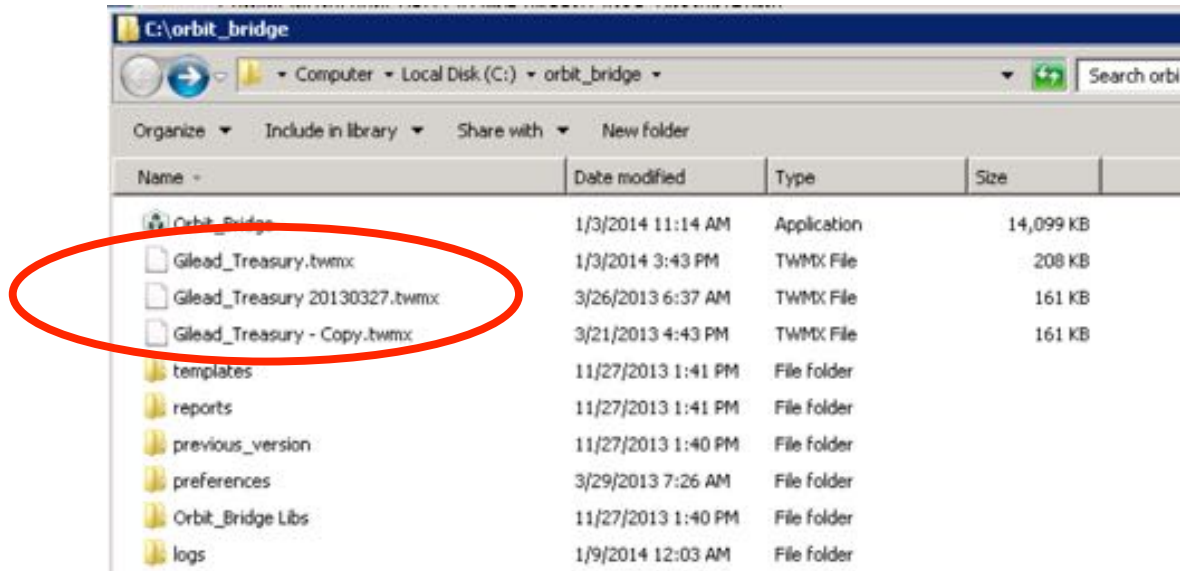 C:\orbit_bridge
Computer Local Disk (C:) orbit_bridge Search orbi
Organize Include in library Share with New folder
Name Date modified Type Size
Orbit_Bridge 1/3/2014 11:14 AM Application 14,099 KB
Gilead_Treasury.twmx 1/3/2014 3:43 PM TWMX File 208 KB
Gilead_Treasury 20130327.twmx 3/26/2013 6:37 AM TWMX File 161 KB
Gilead_Treasury - Copy.twmx 3/21/2013 4:43 PM TWMX File 161 KB
templates 11/27/2013 1:41 PM File folder
reports 11/27/2013 1:41 PM File folder
previous_version 11/27/2013 1:40 PM File folder
preferences 3/29/2013 7:26 AM File folder
Orbit_Bridge Libs 11/27/2013 1:40 PM File folder
logs 1/9/2014 12:03 AM File folder